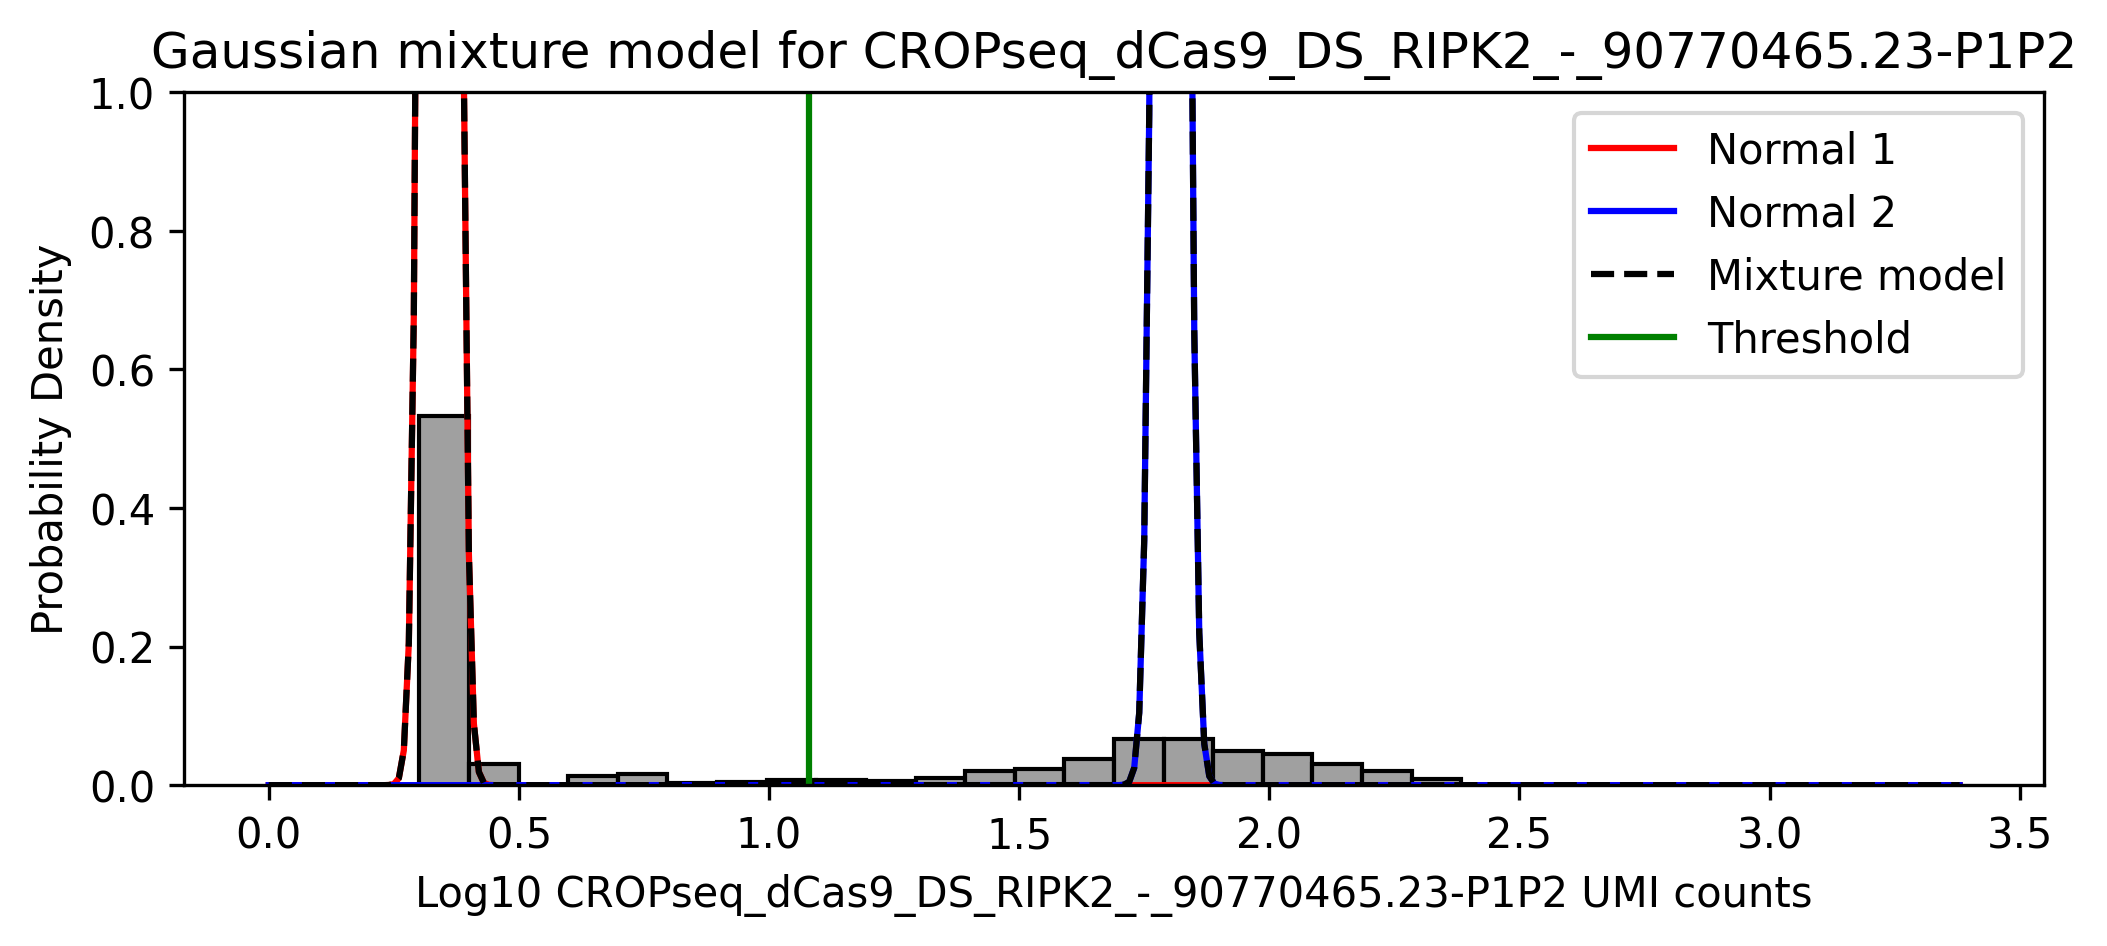 Gaussian mixture model for CROPseq_dCas9_DS_RIPK2_-_90770465.23-P1P2
1.0
0.8
0.6
0.4
0.2
0.0
Probability Density
Normal 1
Normal 2
Mixture model
Threshold
0.0 0.5 1.0 1.5 2.0 2.5 3.0 3.5
Log10 CROPseq_dCas9_DS_RIPK2_-_90770465.23-P1P2 UMI counts